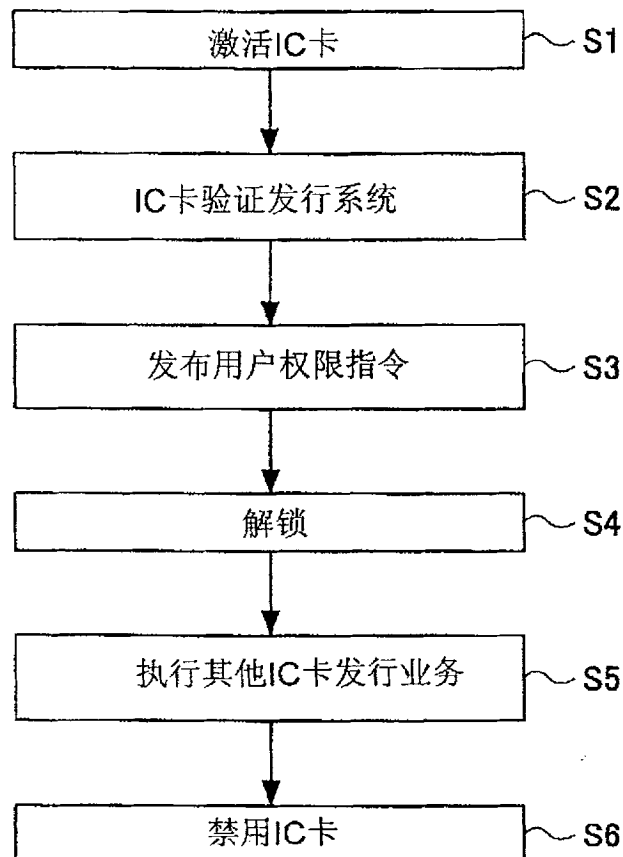 激活IC卡 S1
IC卡验证发行系统 S2
发布用户权限指令 S3
解锁 S4
执行其他IC卡发行业务 S5
禁用IC卡 S6